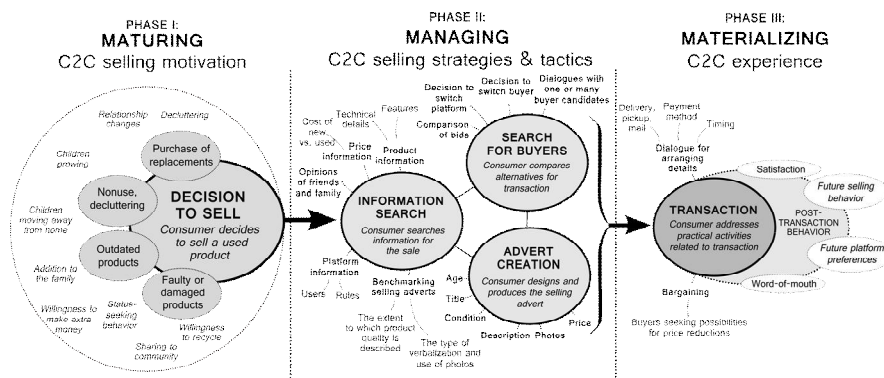 PHASE I:
MATURING
C2C selling motivation
Relationship
changes
Decluttering
Children
growing
Children
moving away
from home
Addition to
the family
Willingness to
make extra
money
Status-
seeking
behavior
Sharing to
community
Willingness
to recycle
Purchase of
replacements
Nonuse,
decluttering
Outdated
products
Faulty or
damaged
products
DECISION
TO SELL
Consumer decides
to sell a used
product
PHASE II:
MANAGING
C2C selling strategies & tactics
Cost of
new
vs. used
Technical
details
Features
Price
information
Product
information
Opinions
of friends
and family
INFORMATION
SEARCH
Consumer searches
information for
the sale
Platform
information
Users
Rules
Benchmarking
selling adverts
The extent
to which product
quality is
described
The type of
verbalization and
use of photos
Decision to
switch
platform
Decision to
switch buyer
Dialogues with
one or many
buyer candidates
Comparison
of bids
SEARCH
FOR BUYERS
Consumer compares
alternatives for
transaction
ADVERT
CREATION
Consumer designs and
produces the selling
advert
Age
Title
Condition
Description
Photos
Price
PHASE III:
MATERIALIZING
C2C experience
Delivery,
pickup,
mail
Payment
method
Timing
Dialogue for
arranging
details
TRANSACTION
Consumer addresses
practical activities
related to transaction
Bargaining
Buyers seeking possibilities
for price reductions
Satisfaction
Future selling
behavior
POST-
TRANSACTION
BEHAVIOR
Future platform
preferences
Word-of-mouth